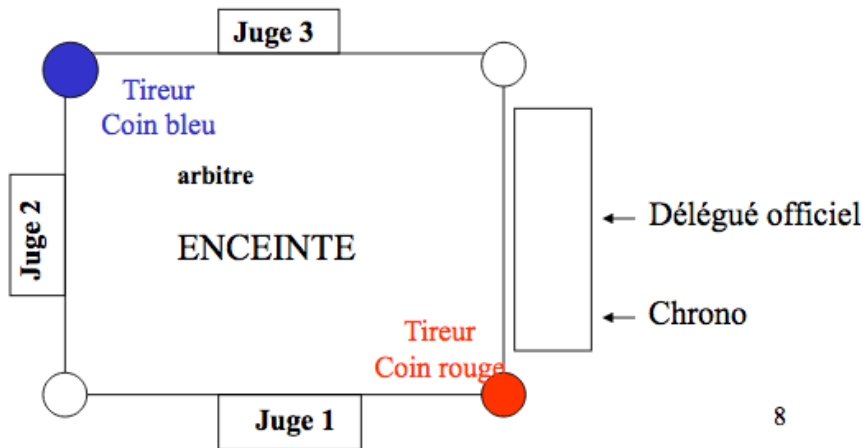 Juge 3
Tireur
Coin bleu
arbitre
Juge 2
ENCEINTE
Délégué officiel
Chrono
Tireur
Coin rouge
Juge 1
8